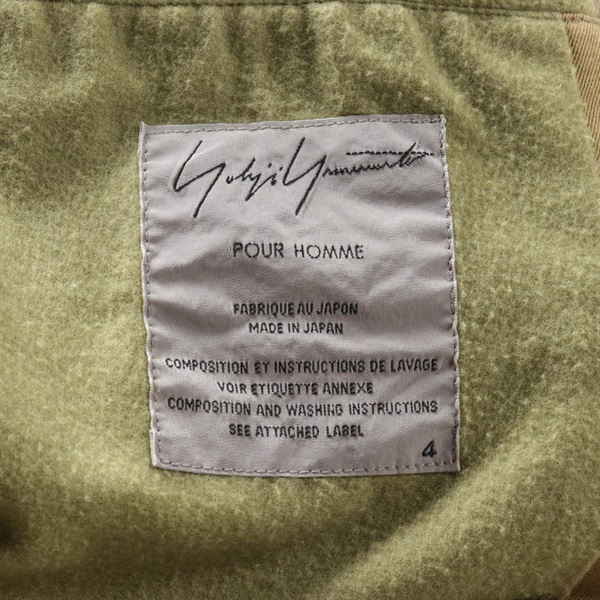 Yohji Yamamoto
POUR HOMME
FABRIQUE AU JAPON
MADE IN JAPAN
COMPOSITION ET INSTRUCTIONS DE LAVAGE
VOIR ETIQUETTE ANNEXE
COMPOSITION AND WASHING INSTRUCTIONS
SEE ATTACHED LABEL
4